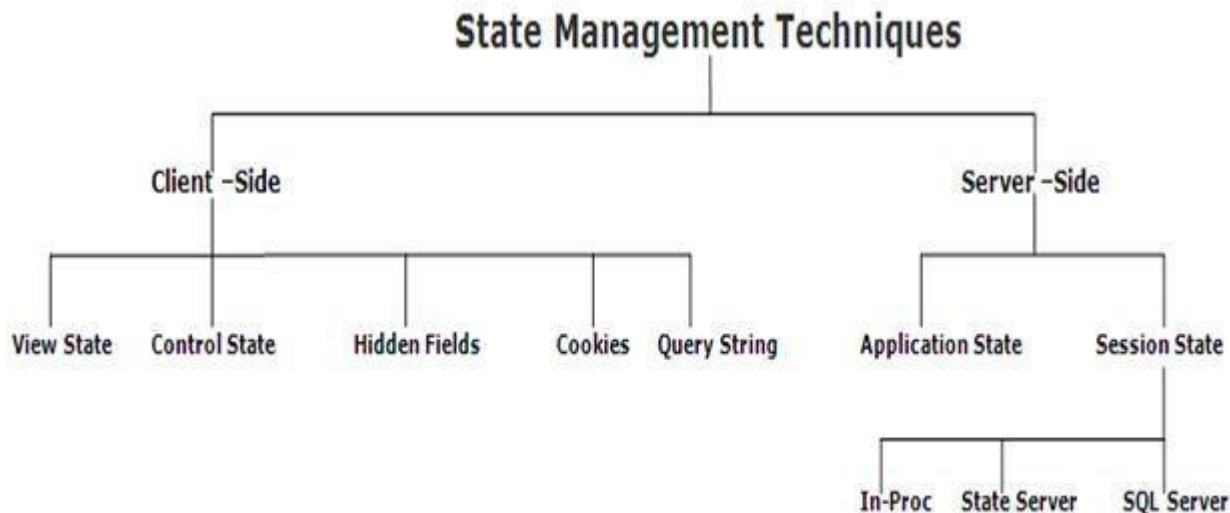 State Management Techniques
Client –Side
Server –Side
View State
Control State
Hidden Fields
Cookies
Query String
Application State
Session State
In-Proc
State Server
SQL Server